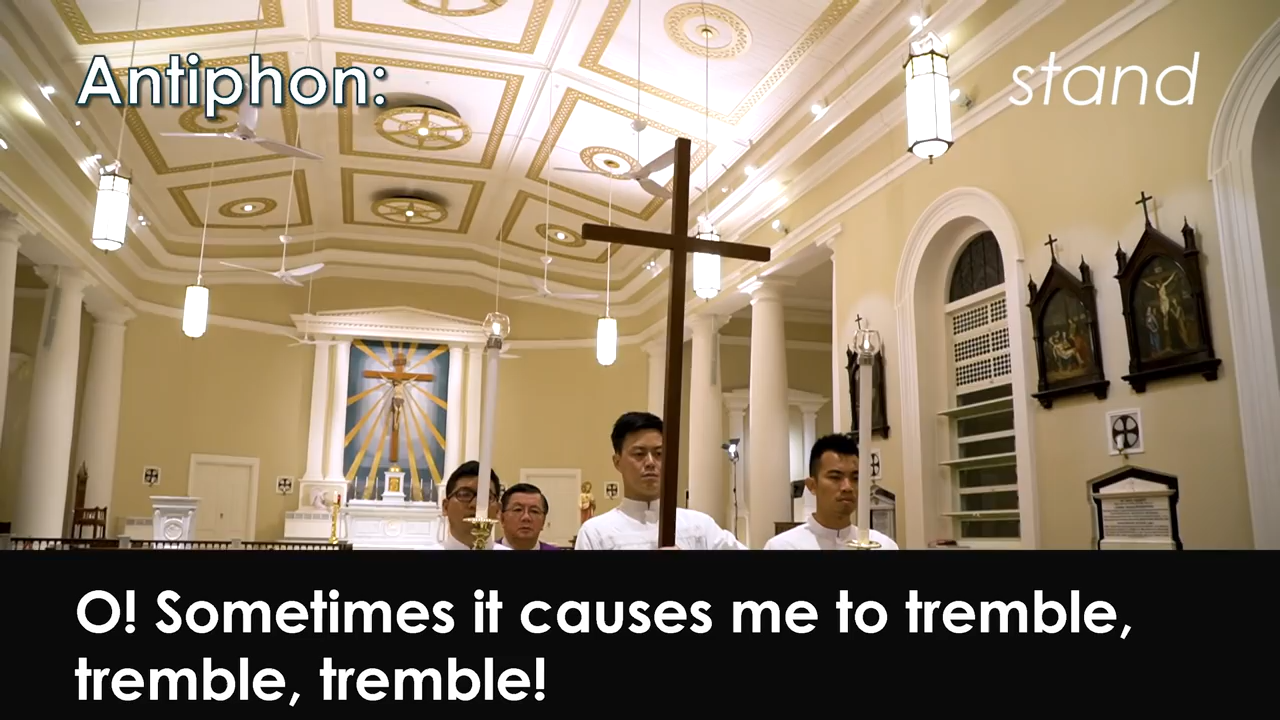 Antiphon:
stand
O! Sometimes it causes me to tremble,
tremble, tremble!